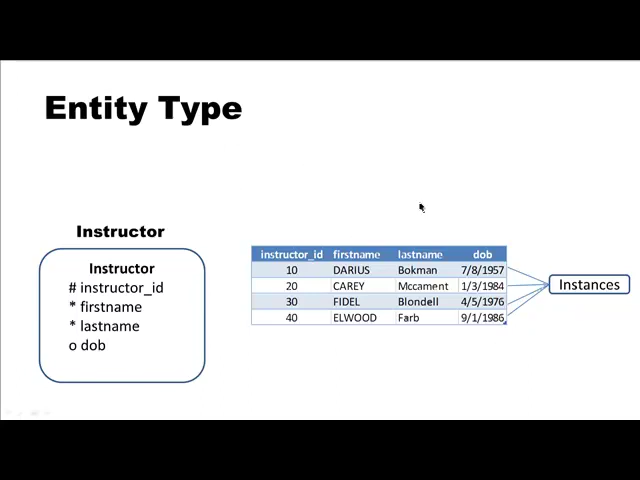 Entity Type
Instructor
Instructor
# instructor_id
* firstname
* lastname
o dob
instructor_id firstname lastname dob
10 DARIUS Bokman 7/8/1957
20 CAREY Mccament 1/3/1984
30 FIDEL Blondell 4/5/1976
40 ELWOOD Farb 9/1/1986
Instances